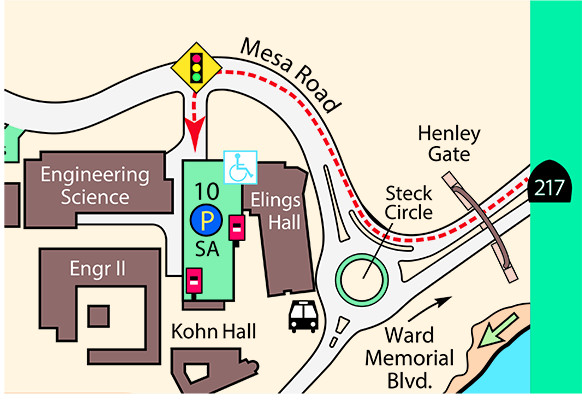 Mesa Road
Henley
Gate
217
Steck
Circle
Engineering
Science
10
P
SA
Elings
Hall
Engr II
Kohn Hall
Ward
Memorial
Blvd.